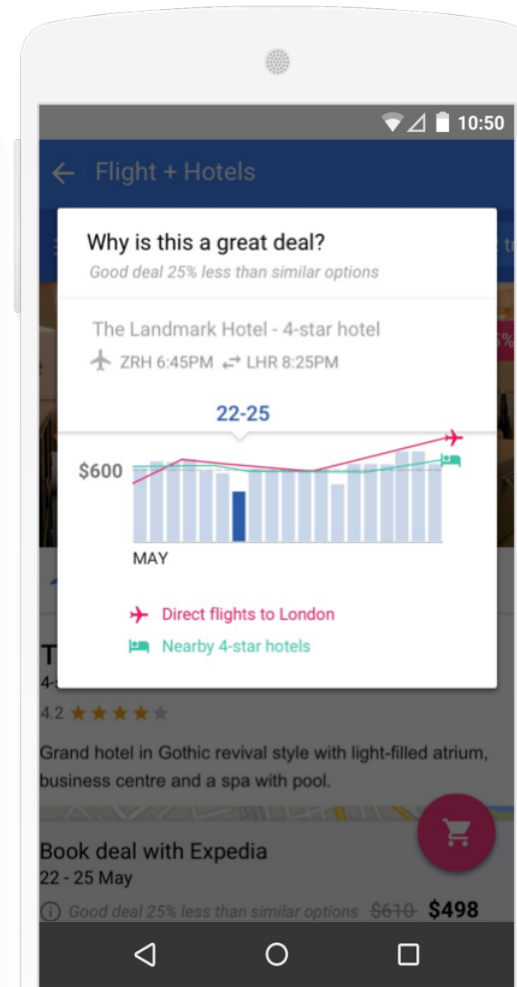 10:50
Flight + Hotels
Why is this a great deal?
Good deal 25% less than similar options
The Landmark Hotel - 4-star hotel
ZRH 6:45PM LHR 8:25PM
22-25
$600
MAY
Direct flights to London
Nearby 4-star hotels
4.2
Grand hotel in Gothic revival style with light-filled atrium,
business centre and a spa with pool.
Book deal with Expedia
22 - 25 May
Good deal 25% less than similar options $610 $498